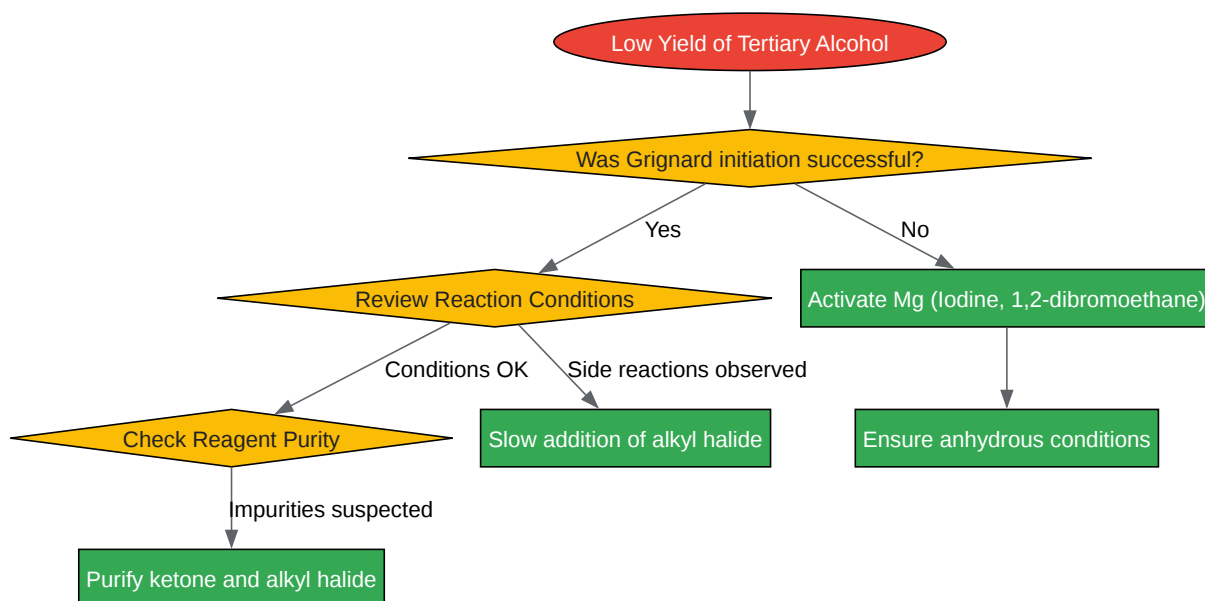 Low Yield of Tertiary Alcohol
Was Grignard initiation successful?
Yes
No
Review Reaction Conditions
Activate Mg (Iodine, 1,2-dibromoethane)
Conditions OK
Side reactions observed
Check Reagent Purity
Slow addition of alkyl halide
Ensure anhydrous conditions
Impurities suspected
Purify ketone and alkyl halide